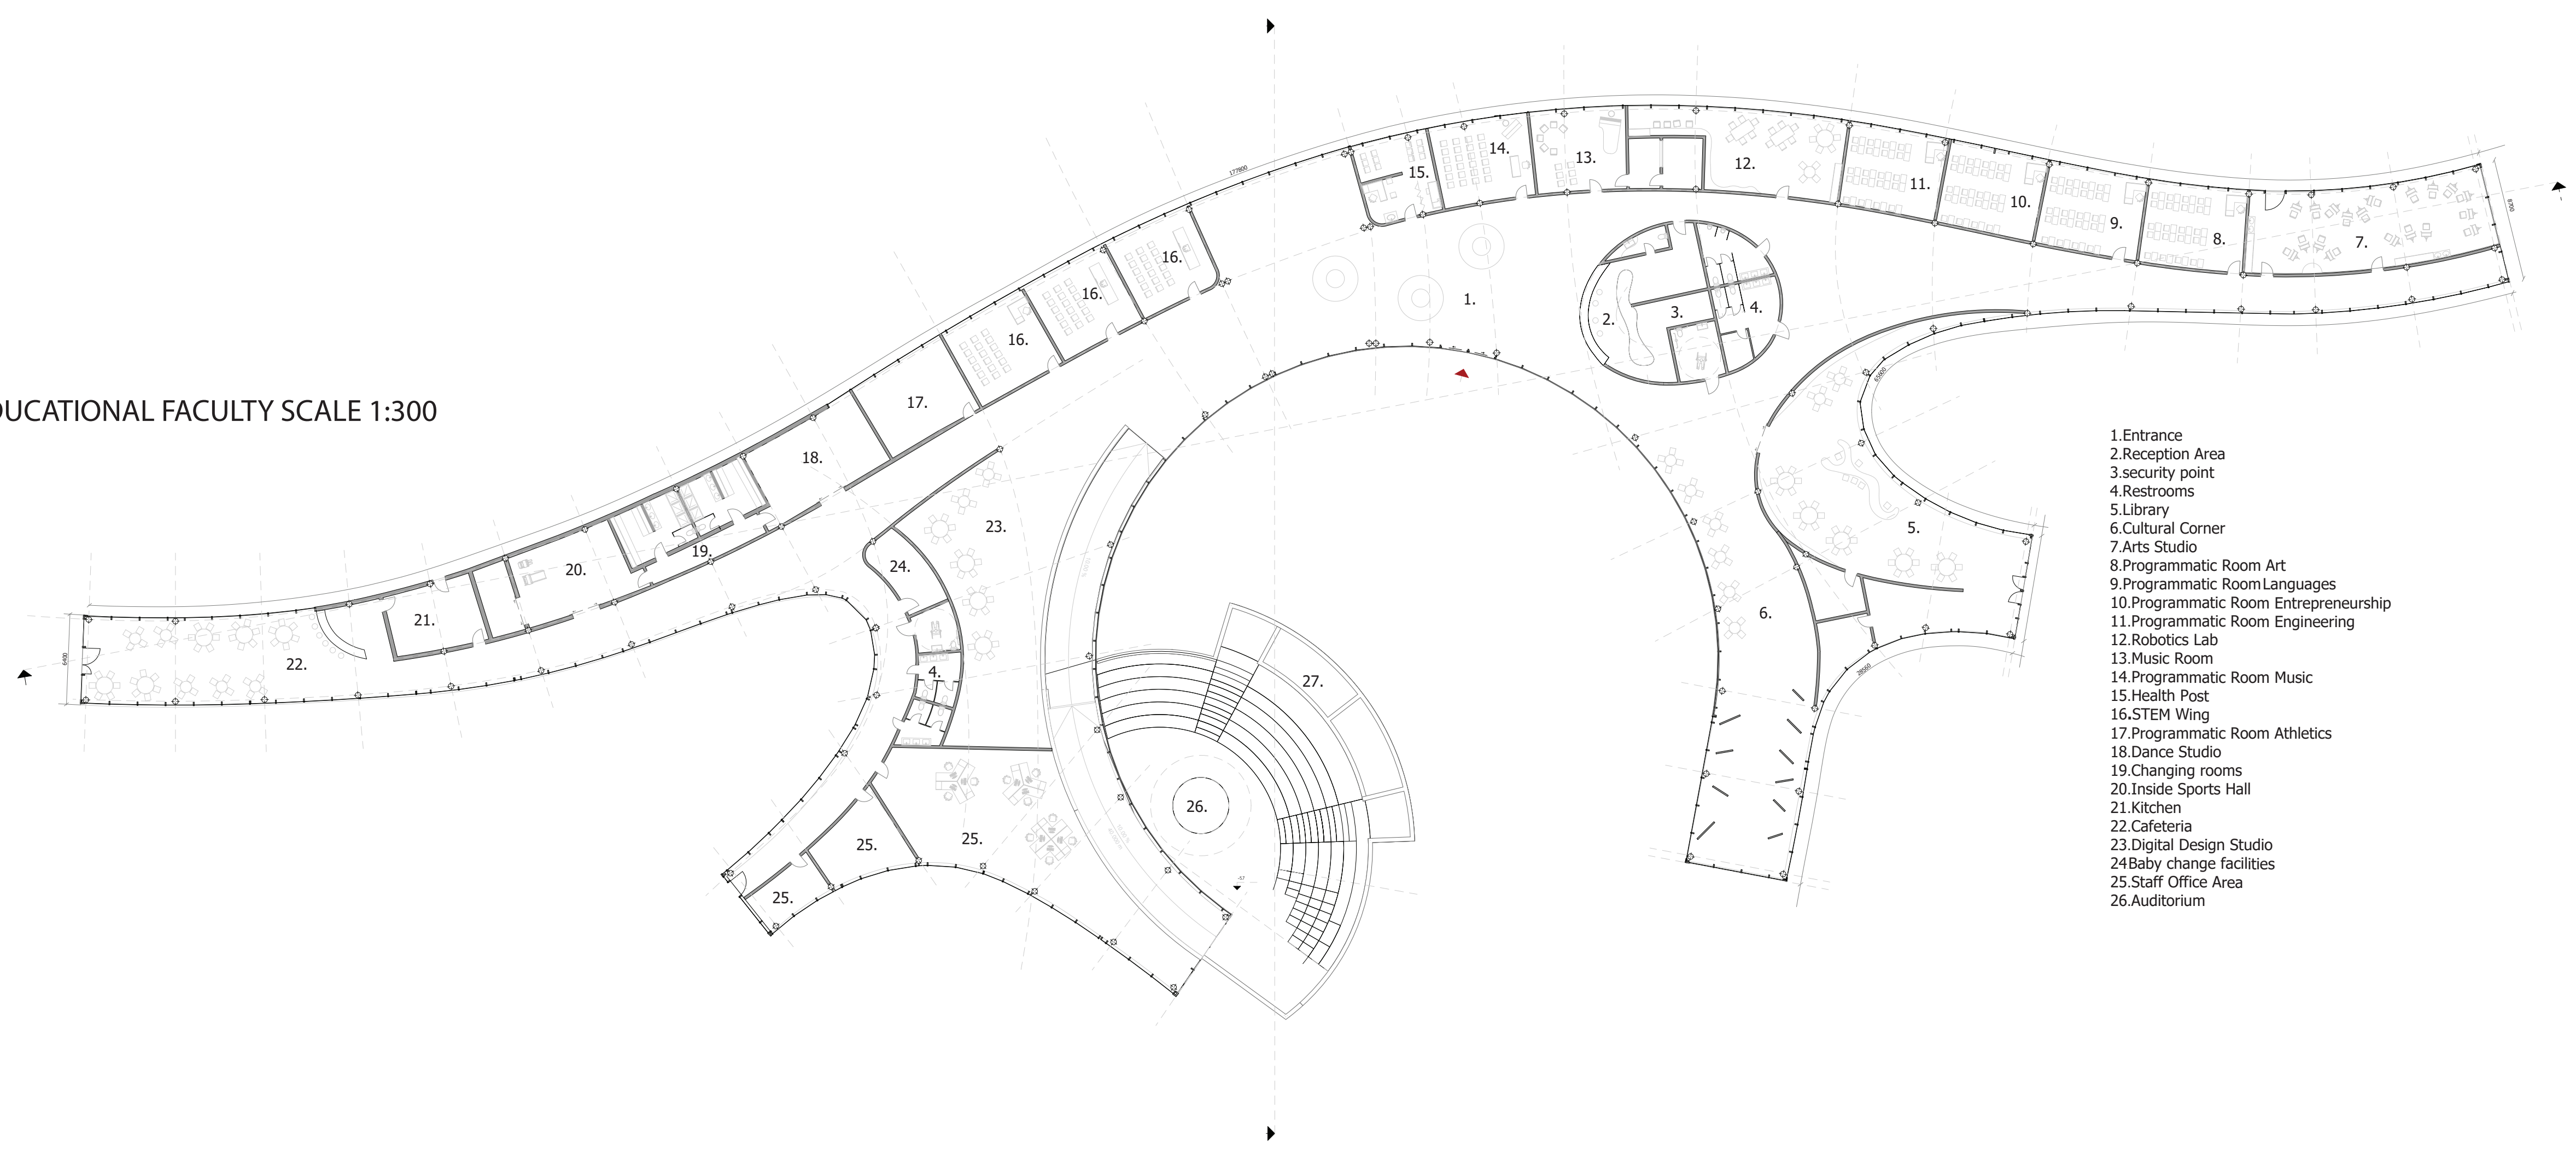 177800
15.
14.
13.
12.
11.
10.
9.
8.
7.
8700
16.
16.
16.
1.
2.
3.
4.
17.
18.
19.
20.
21.
22.
6400
23.
24.
4.
25.
25.
25.
26.
27.
-57
5.
6.
65900
DUCATIONAL FACULTY SCALE 1:300
1.Entrance
2.Reception Area
3.security point
4.Restrooms
5.Library
6.Cultural Corner
7.Arts Studio
8.Programmatic Room Art
9.Programmatic Room Languages
10.Programmatic Room Entrepreneurship
11.Programmatic Room Engineering
12.Robotics Lab
13.Music Room
14.Programmatic Room Music
15.Health Post
16.STEM Wing
17.Programmatic Room Athletics
18.Dance Studio
19.Changing rooms
20.Inside Sports Hall
21.Kitchen
22.Cafeteria
23.Digital Design Studio
24Baby change facilities
25.Staff Office Area
26.Auditorium